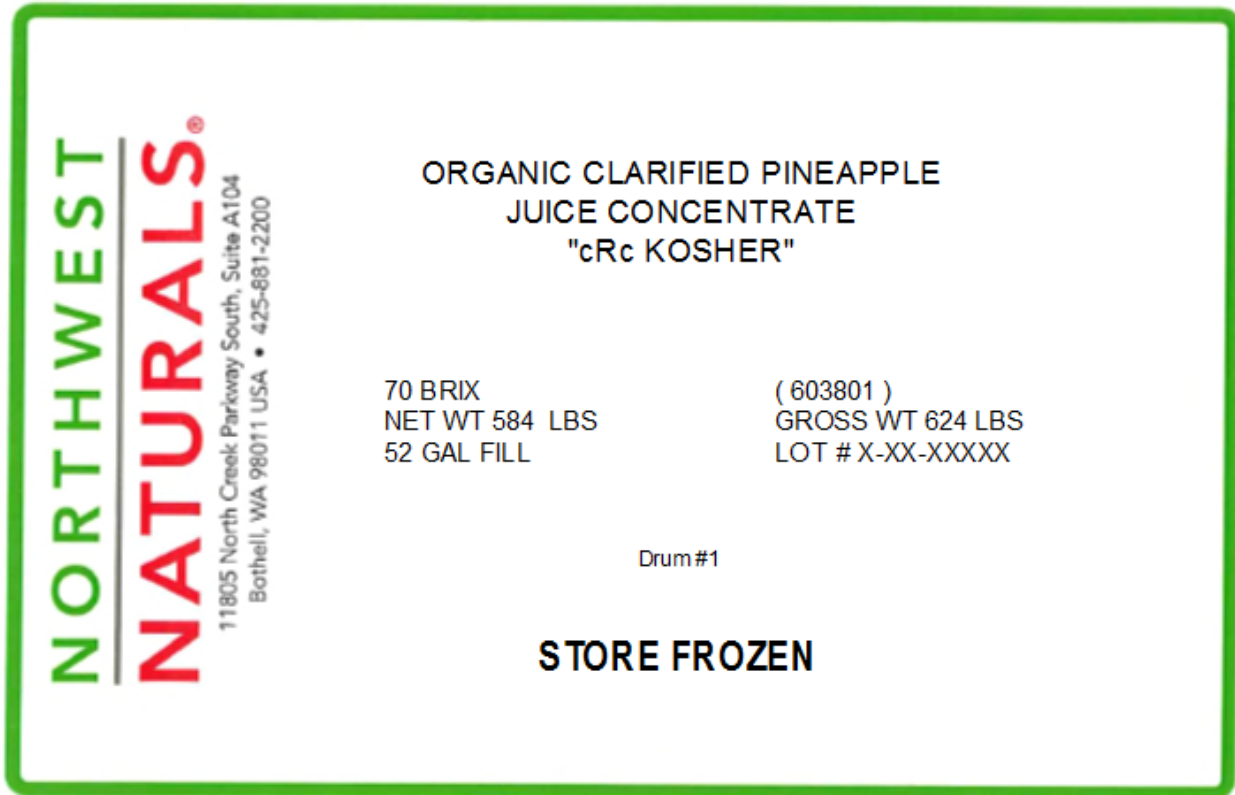 NORTHWEST
NATURALS®
11805 North Creek Parkway South, Suite A104
Bothell, WA 98011 USA • 425-881-2200
ORGANIC CLARIFIED PINEAPPLE
JUICE CONCENTRATE
"cRc KOSHER"
70 BRIX ( 603801 )
NET WT 584 LBS GROSS WT 624 LBS
52 GAL FILL LOT # X-XX-XXXXX
Drum #1
STORE FROZEN